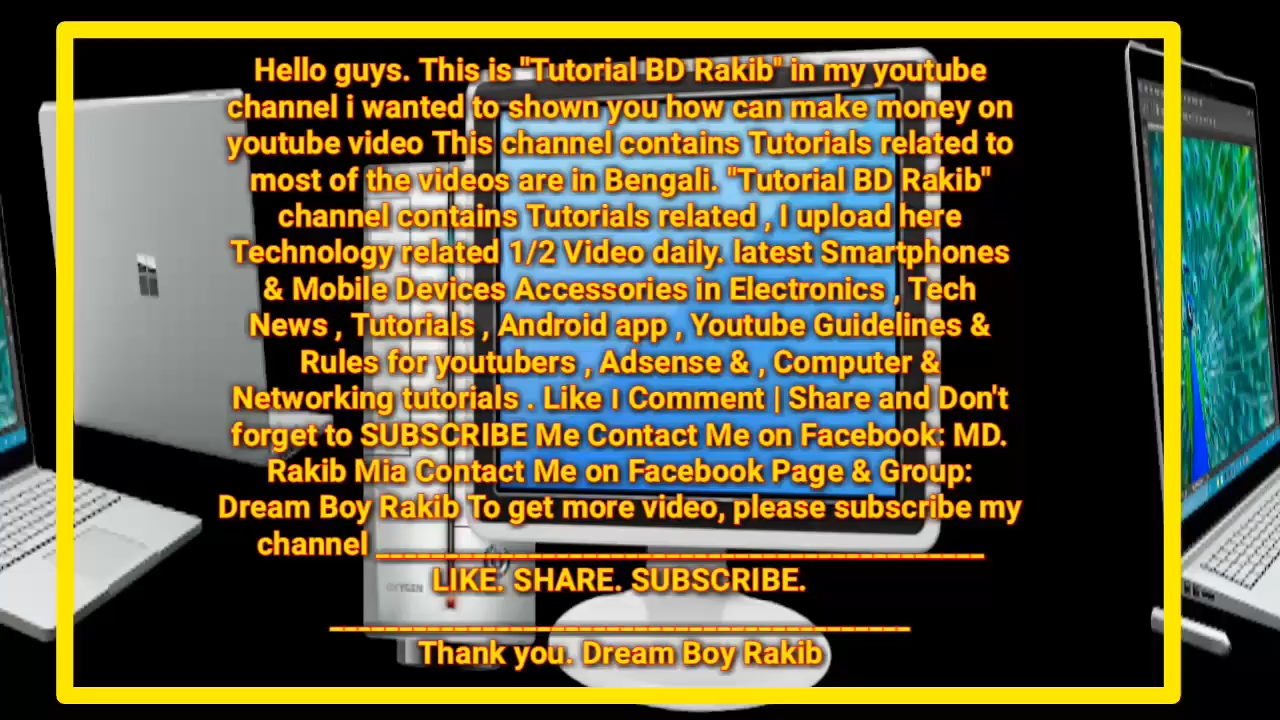 Hello guys. This is "Tutorial BD Rakib" in my youtube
channel i wanted to shown you how can make money on
youtube video This channel contains Tutorials related to
most of the videos are in Bengali. "Tutorial BD Rakib"
channel contains Tutorials related , I upload here
Technology related 1/2 Video daily. latest Smartphones
& Mobile Devices Accessories in Electronics , Tech
News , Tutorials , Android app , Youtube Guidelines &
Rules for youtubers , Adsense & , Computer &
Networking tutorials . Like । Comment | Share and Don't
forget to SUBSCRIBE Me Contact Me on Facebook: MD.
Rakib Mia Contact Me on Facebook Page & Group:
Dream Boy Rakib To get more video, please subscribe my
channel ____________________________________________
LIKE. SHARE. SUBSCRIBE.
__________________________________________
Thank you. Dream Boy Rakib
OXYGEN